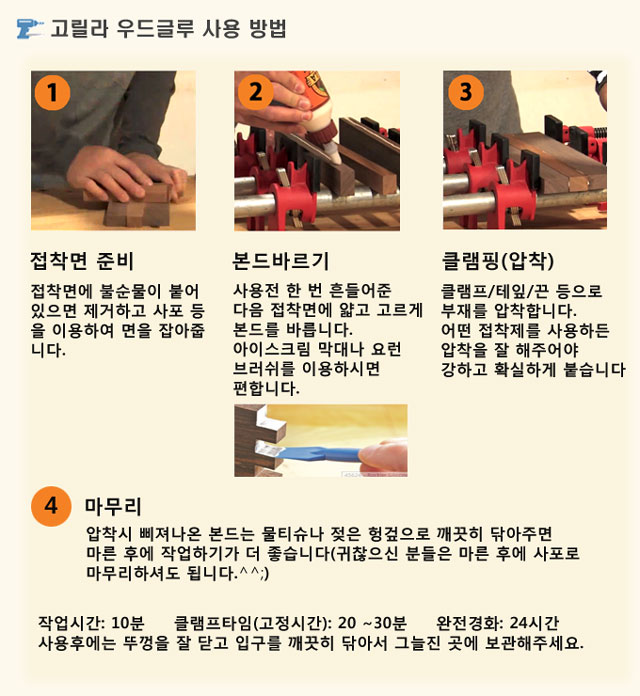 고릴라 우드글루 사용 방법
1
접착면 준비
접착면에 불순물이 붙어
있으면 제거하고 사포 등
을 이용하여 면을 잡아줍
니다.
2
본드바르기
사용전 한 번 흔들어준
다음 접착면에 얇고 고르게
본드를 바릅니다.
아이스크림 막대나 요런
브러쉬를 이용하시면
편합니다.
3
클램핑(압착)
클램프/테잎/끈 등으로
부재를 압착합니다.
어떤 접착제를 사용하든
압착을 잘 해주어야
강하고 확실하게 붙습니다
4 마무리
압착시 삐져나온 본드는 물티슈나 젖은 헝겊으로 깨끗히 닦아주면
마른 후에 작업하기가 더 좋습니다(귀찮으신 분들은 마른 후에 사포로
마무리하셔도 됩니다.^^;)
작업시간: 10분 클램프타임(고정시간): 20 ~30분 완전경화: 24시간
사용후에는 뚜껑을 잘 닫고 입구를 깨끗히 닦아서 그늘진 곳에 보관해주세요.